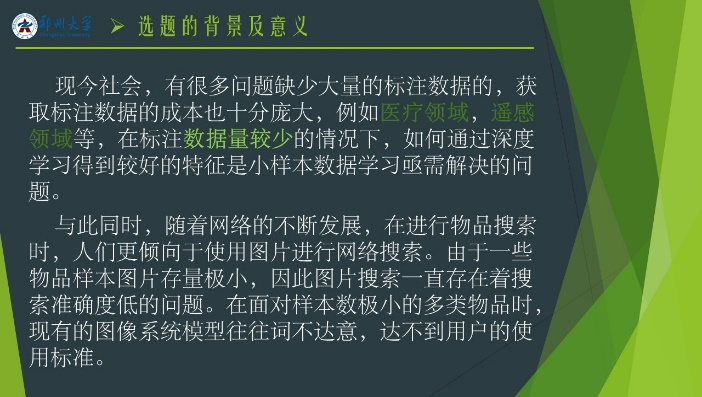 郑州大学
选题的背景及意义
现今社会，有很多问题缺少大量的标注数据的，获
取标注数据的成本也十分庞大，例如医疗领域，遥感
领域等，在标注数据量较少的情况下，如何通过深度
学习得到较好的特征是小样本数据学习亟需解决的问
题。
与此同时，随着网络的不断发展，在进行物品搜索
时，人们更倾向于使用图片进行网络搜索。由于一些
物品样本图片存量极小，因此图片搜索一直存在着搜
索准确度低的问题。在面对样本数极小的多类物品时，
现有的图像系统模型往往词不达意，达不到用户的使
用标准。